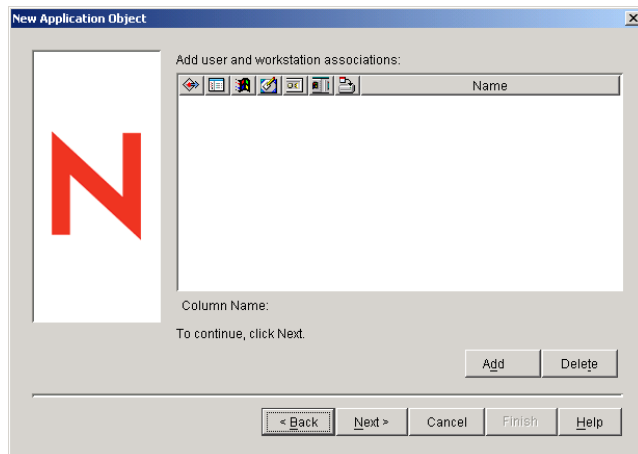 New Application Object
Add user and workstation associations:
Name
Column Name:
To continue, click Next.
Add Delete
< Back Next > Cancel Finish Help